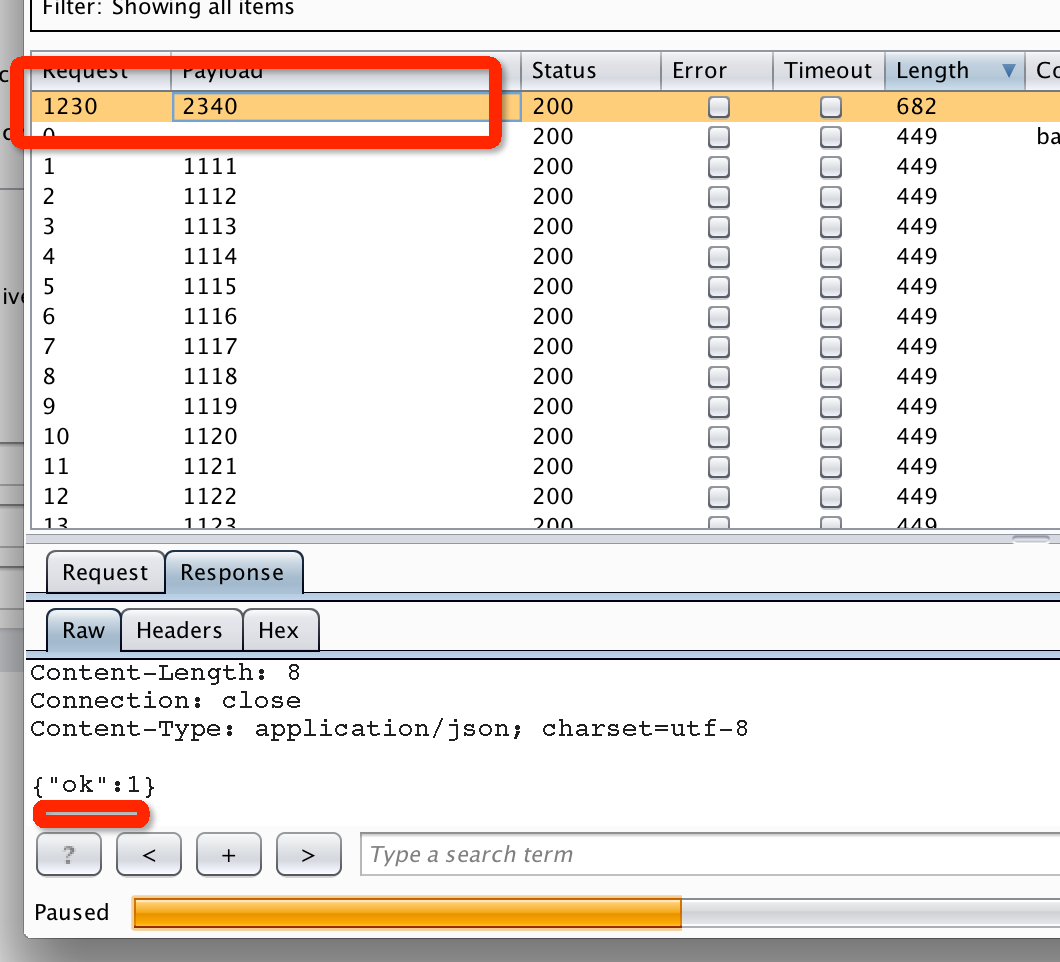 Filter: Showing all items
Request Payload Status Error Timeout Length Co
1230 2340 200 682
0 200 449 ba
1 1111 200 449
2 1112 200 449
3 1113 200 449
4 1114 200 449
5 1115 200 449
6 1116 200 449
7 1117 200 449
8 1118 200 449
9 1119 200 449
10 1120 200 449
11 1121 200 449
12 1122 200 449
13 1123 200 449
Request Response
Raw Headers Hex
Content-Length: 8
Connection: close
Content-Type: application/json; charset=utf-8
{"ok":1}
? < + > Type a search term
Paused